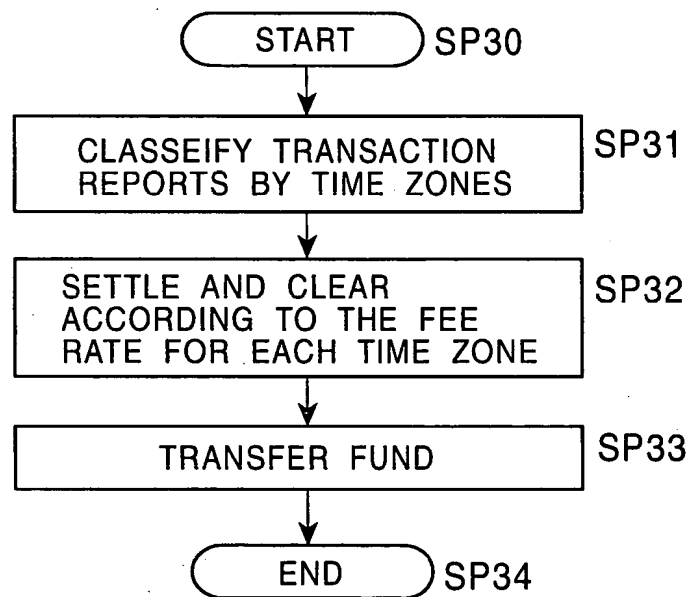 START SP30
CLASSEIFY TRANSACTION SP31
REPORTS BY TIME ZONES
SETTLE AND CLEAR SP32
ACCORDING TO THE FEE
RATE FOR EACH TIME ZONE
TRANSFER FUND SP33
END SP34